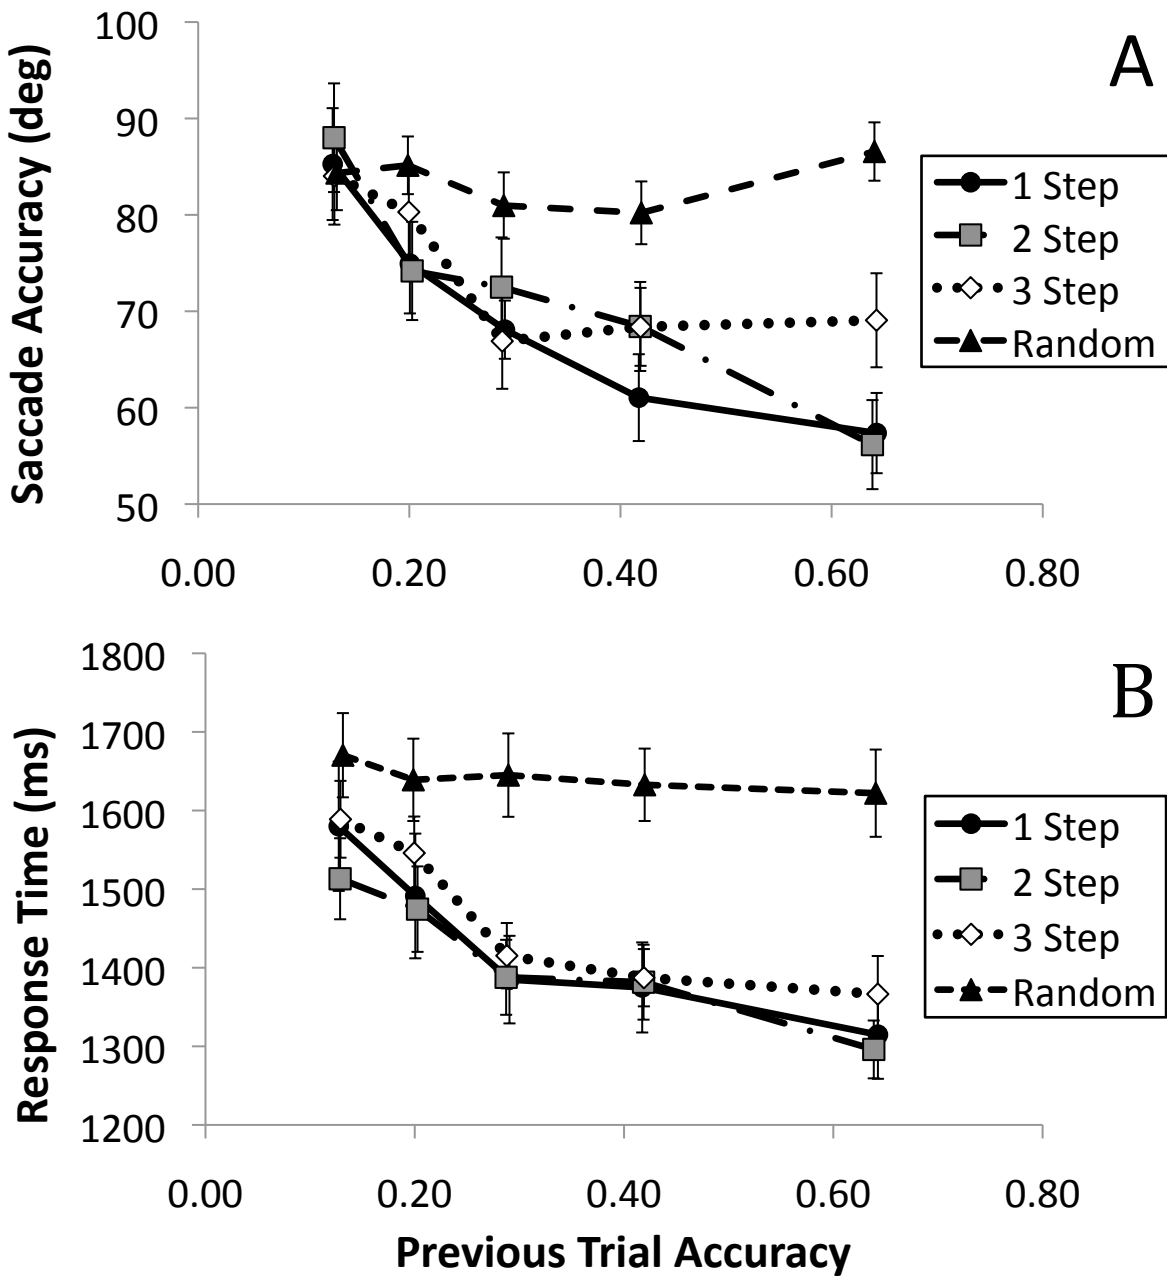 A
Saccade Accuracy (deg)
100
90
80
70
60
50
0.00 0.20 0.40 0.60 0.80
1 Step
2 Step
3 Step
Random
B
Response Time (ms)
1800
1700
1600
1500
1400
1300
1200
0.00 0.20 0.40 0.60 0.80
Previous Trial Accuracy
1 Step
2 Step
3 Step
Random